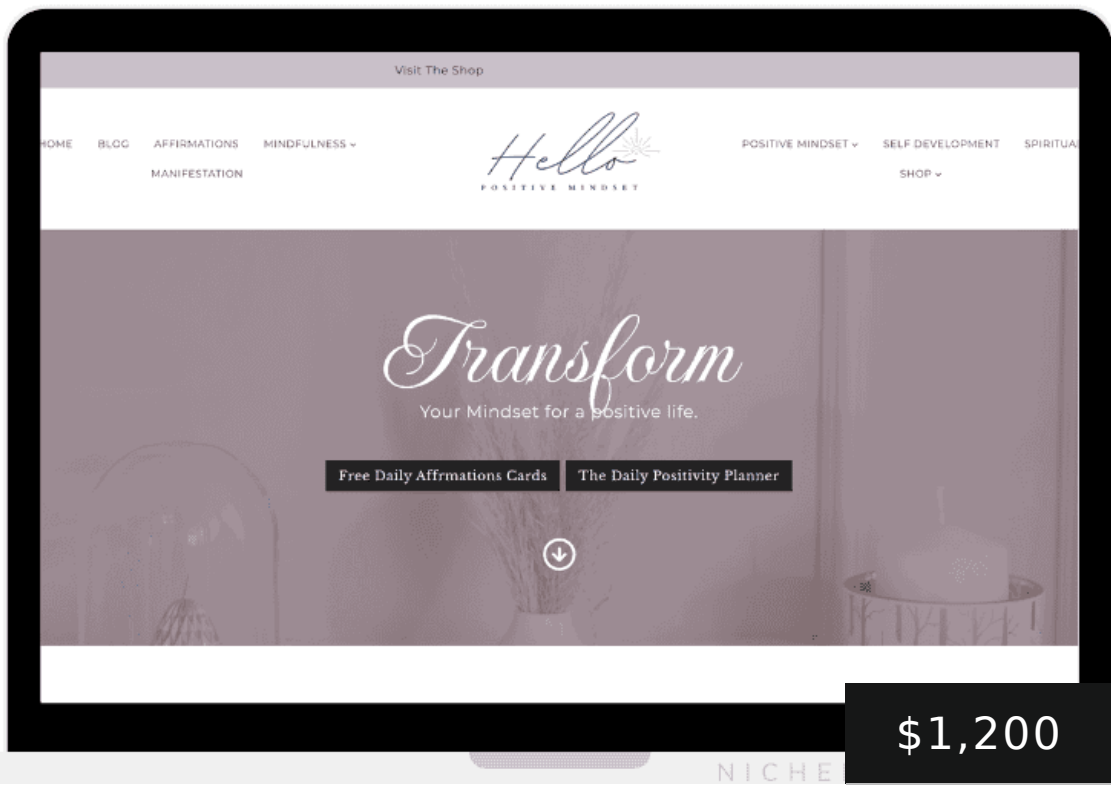 Visit The Shop
HOME BLOG AFFIRMATIONS MINDFULNESS
MANIFESTATION
Hello
POSITIVE MINDSET
POSITIVE MINDSET SELF DEVELOPMENT
SHOP
Transform
Your Mindset for a positive life.
Free Daily Affrmations Cards The Daily Positivity Planner
$1,200